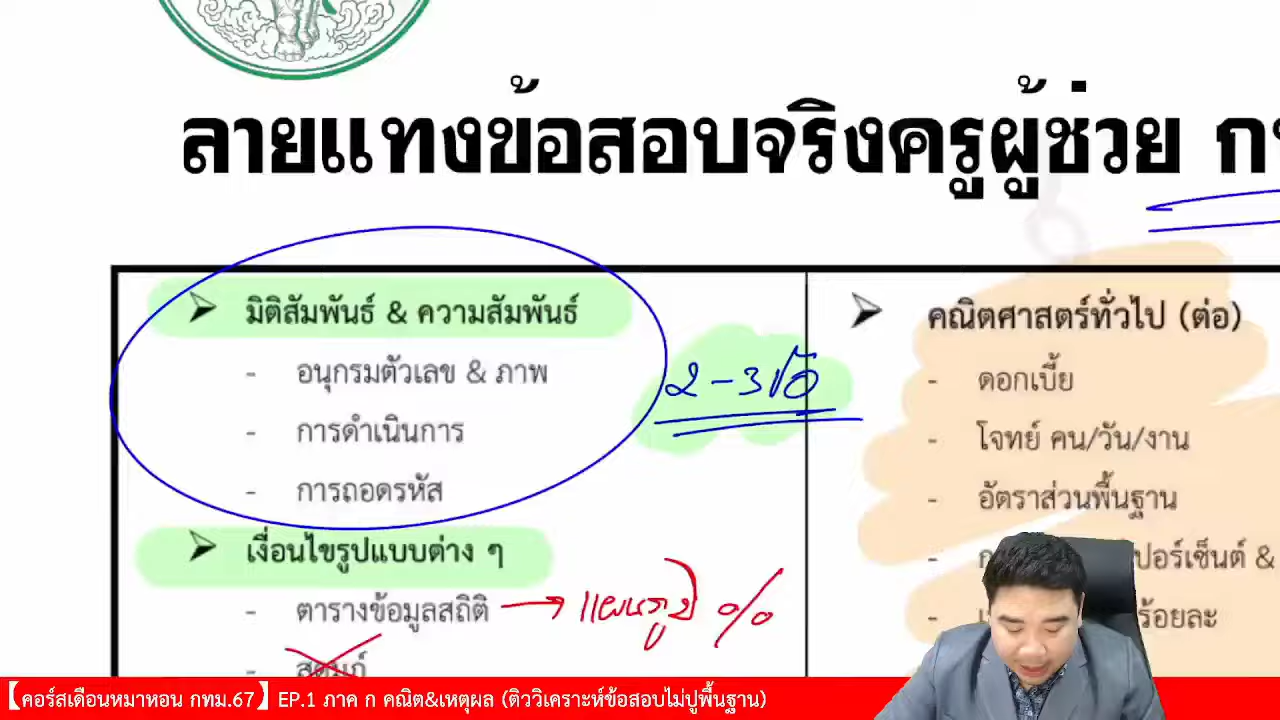 ลายแทงข้อสอบจริงครูผู้ช่วย
มิติสัมพันธ์ & ความสัมพันธ์
- อนุกรมตัวเลข & ภาพ
- การดำเนินการ
- การถอดรหัส
2-3 ข้อ
เงื่อนไขรูปแบบต่าง ๆ
- ตารางข้อมูลสถิติ → แผนภูมิ %
คณิตศาสตร์ทั่วไป (ต่อ)
- ดอกเบี้ย
- โจทย์ คน/วัน/งาน
- อัตราส่วนพื้นฐาน
ปอร์เซ็นต์ &
ร้อยละ
【คอร์สเดือนหมาหอน กทม.67】 EP.1 ภาค ก คณิต&เหตุผล (ติววิเคราะห์ข้อสอบไม่ปูพื้นฐาน)